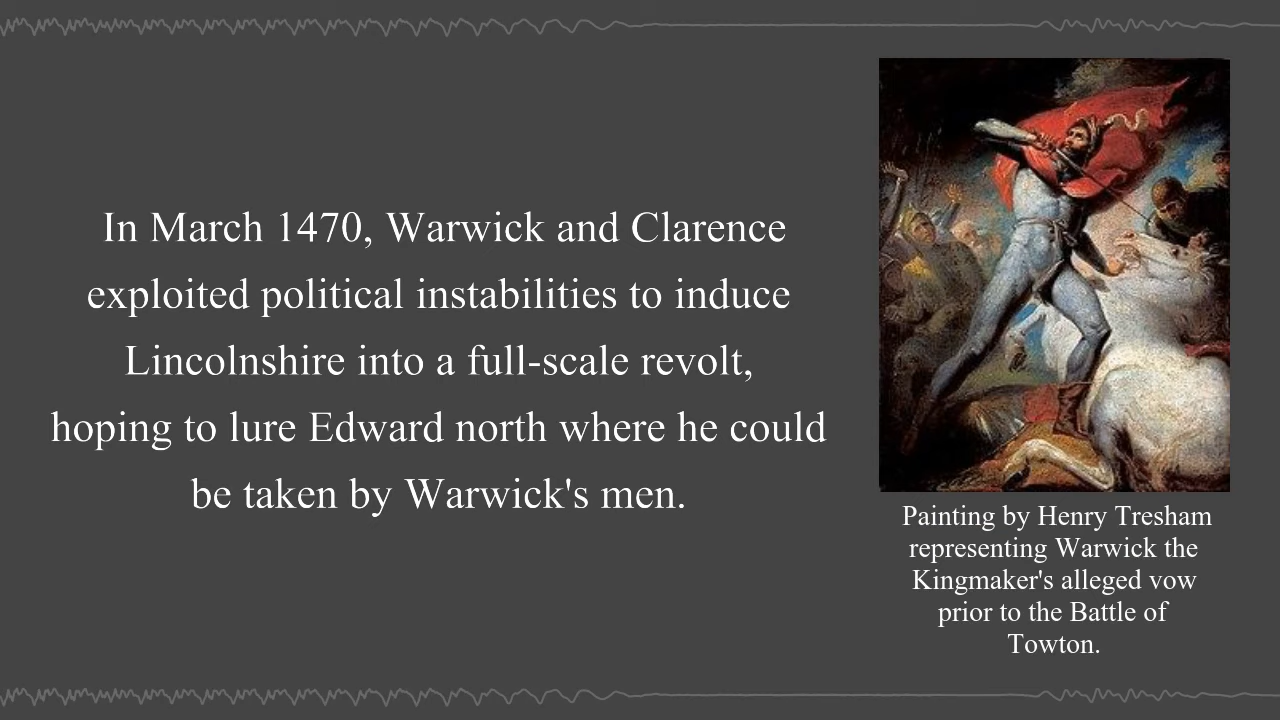 In March 1470, Warwick and Clarence
exploited political instabilities to induce
Lincolnshire into a full-scale revolt,
hoping to lure Edward north where he could
be taken by Warwick's men.
Painting by Henry Tresham
representing Warwick the
Kingmaker's alleged vow
prior to the Battle of
Towton.